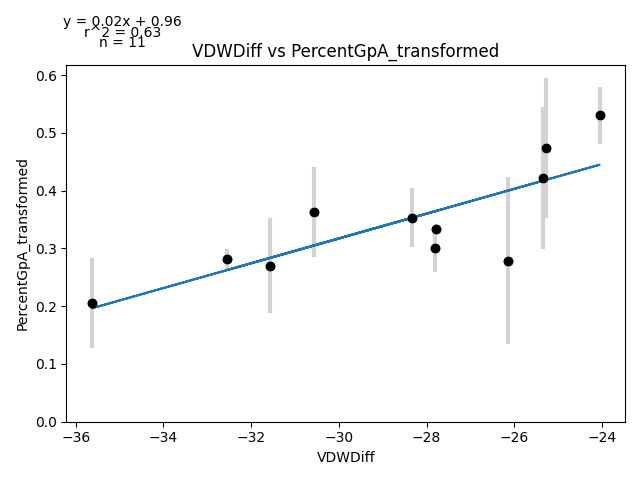 y = 0.02x + 0.96
r^2 = 0.63
n = 11
VDWDiff vs PercentGpA_transformed
PercentGpA_transformed
0.6
0.5
0.4
0.3
0.2
0.1
0.0
−36
−34
−32
−30
−28
−26
−24
VDWDiff